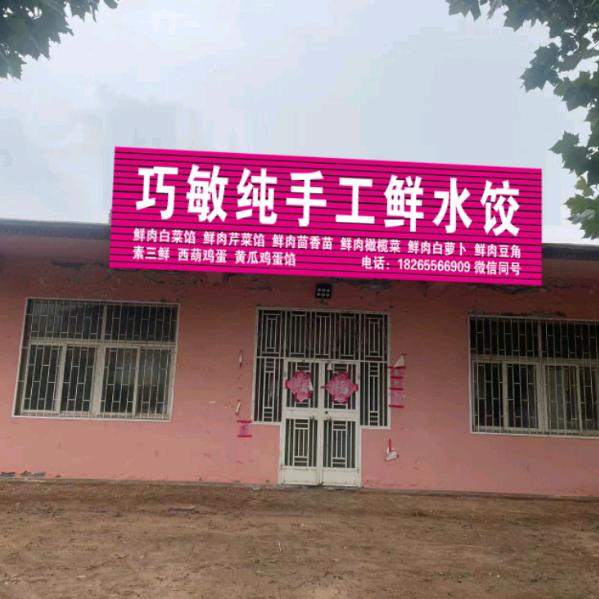 巧敏纯手工鲜水饺
鲜肉白菜馅 鲜肉芹菜馅 鲜肉茴香苗 鲜肉橄榄菜 鲜肉白萝卜 鲜肉豆角
素三鲜 西葫鸡蛋 黄瓜鸡蛋馅 电话：18265566909 微信同号